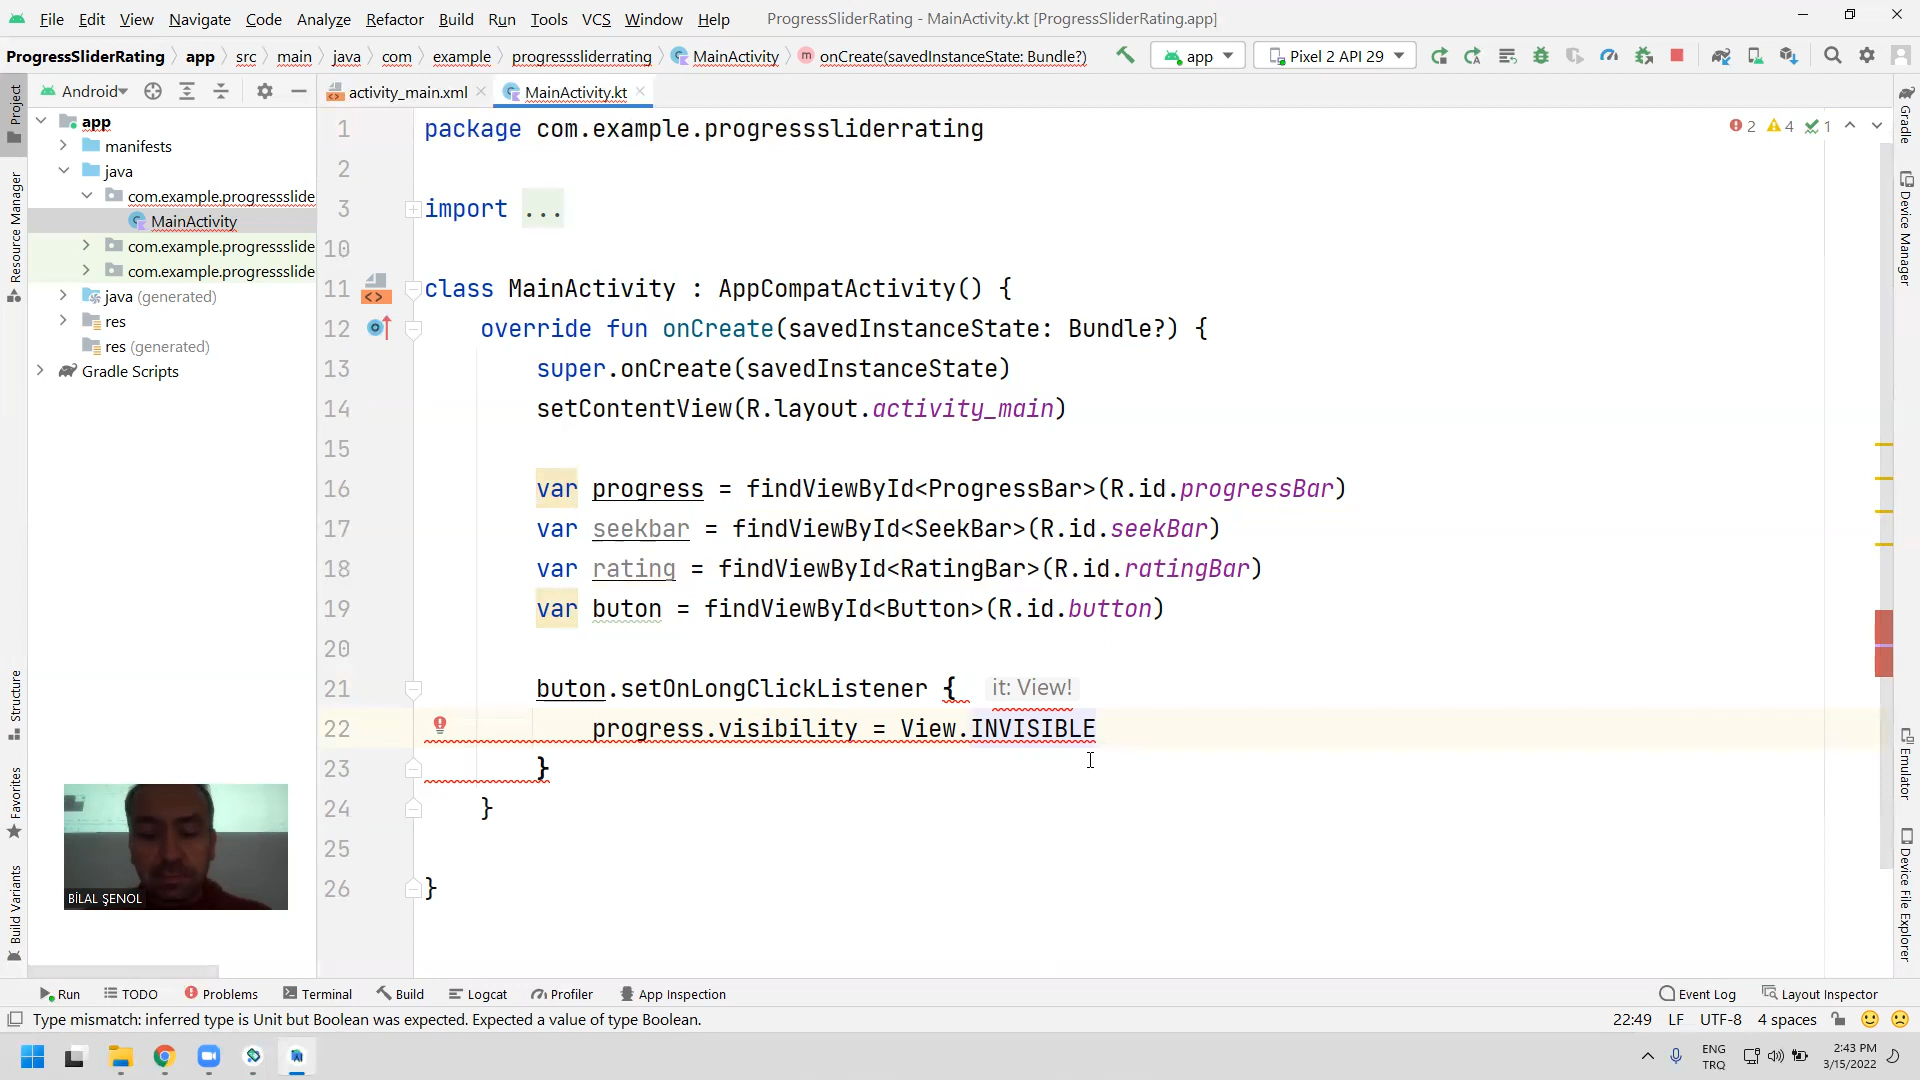 File Edit View Navigate Code Analyze Refactor Build Run Tools VCS Window Help ProgressSliderRating - MainActivity.kt [ProgressSliderRating.app]
ProgressSliderRating app src main java com example progresssliderrating MainActivity onCreate(savedInstanceState: Bundle?) app Pixel 2 API 29
Android activity_main.xml MainActivity.kt
Project
Resource Manager
Structure
Favorites
Build Variants
app
manifests
java
com.example.progressslide
MainActivity
com.example.progressslide
com.example.progressslide
java (generated)
res
res (generated)
Gradle Scripts
BİLAL ŞENOL
2 4 1
1 package com.example.progresssliderrating
2
3 import ...
10
11 class MainActivity : AppCompatActivity() {
12 override fun onCreate(savedInstanceState: Bundle?) {
13 super.onCreate(savedInstanceState)
14 setContentView(R.layout.activity_main)
15
16 var progress = findViewById<ProgressBar>(R.id.progressBar)
17 var seekbar = findViewById<SeekBar>(R.id.seekBar)
18 var rating = findViewById<RatingBar>(R.id.ratingBar)
19 var buton = findViewById<Button>(R.id.button)
20
21 buton.setOnLongClickListener { it: View!
22 progress.visibility = View.INVISIBLE
23 }
24 }
25
26 }
Gradle
Device Manager
Emulator
Device File Explorer
Run TODO Problems Terminal Build Logcat Profiler App Inspection Event Log Layout Inspector
Type mismatch: inferred type is Unit but Boolean was expected. Expected a value of type Boolean. 22:49 LF UTF-8 4 spaces
ENG
TRQ
2:43 PM
3/15/2022